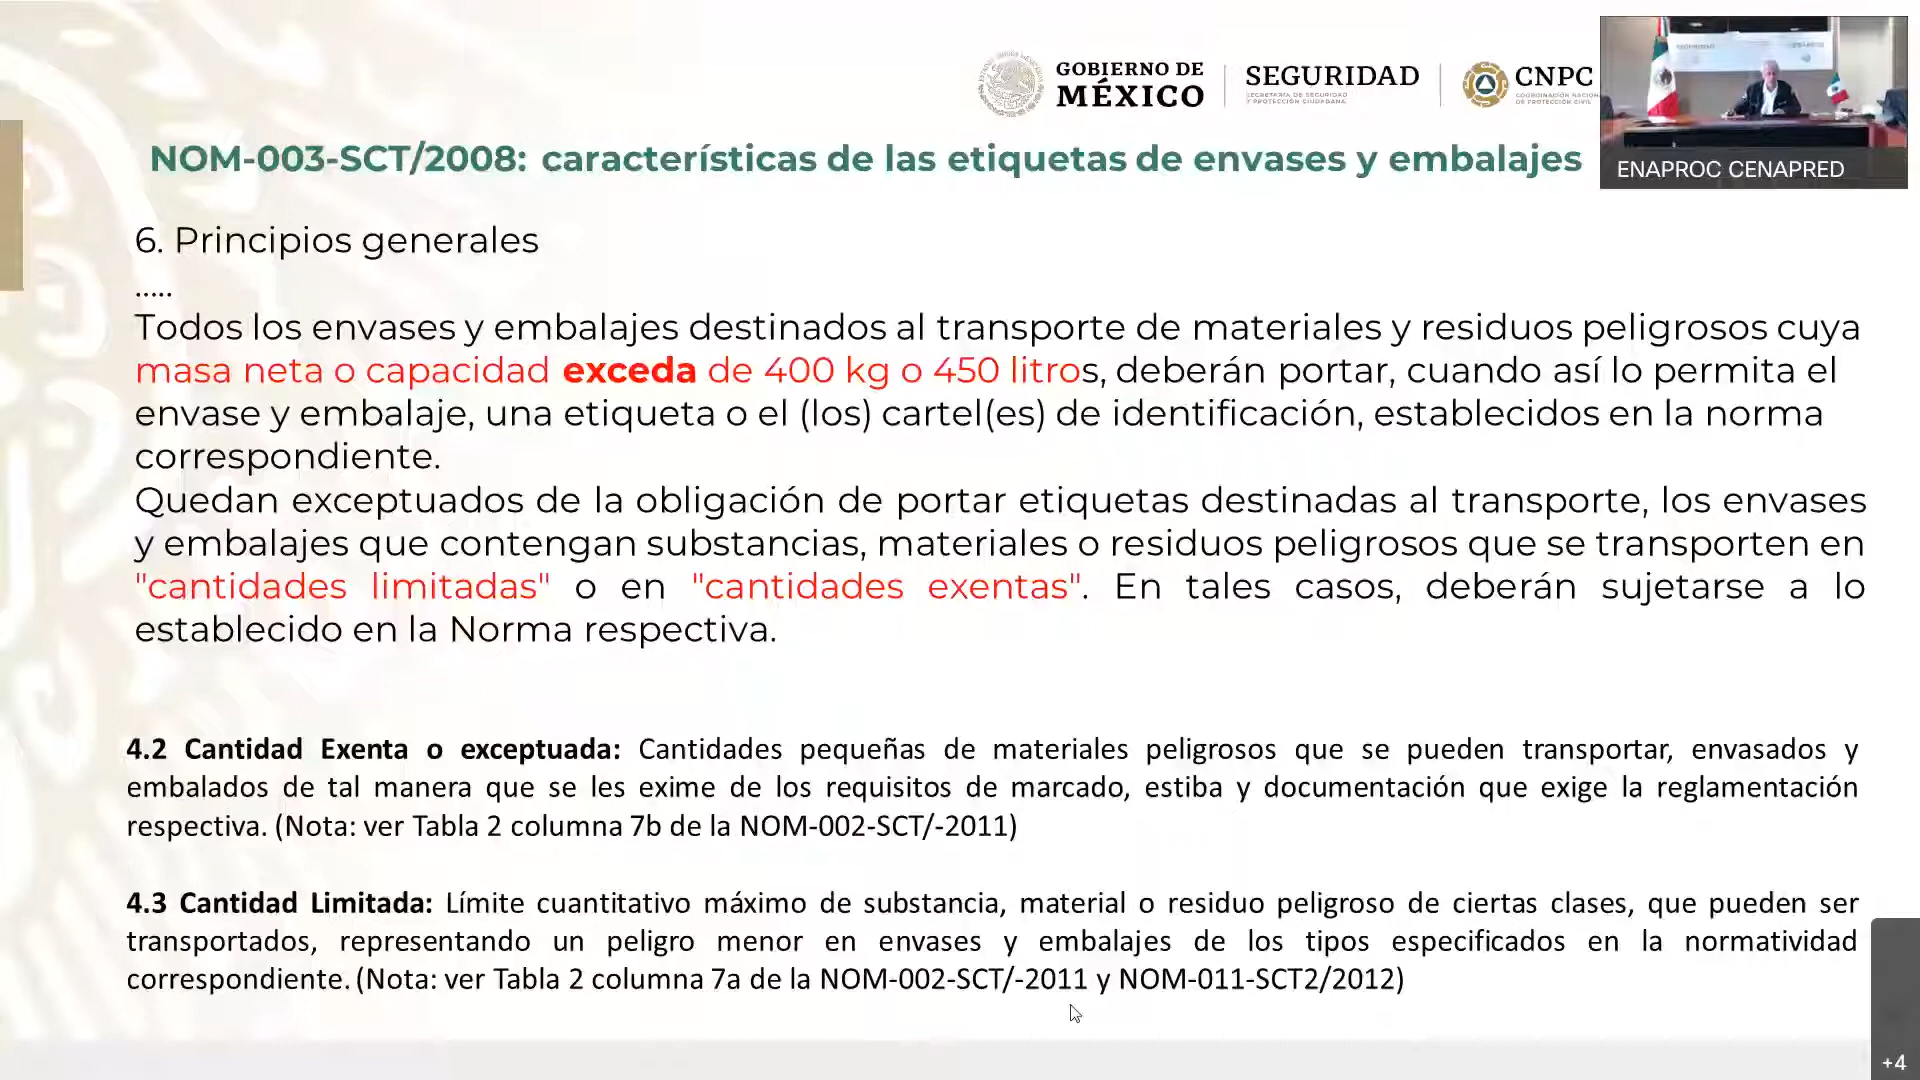 GOBIERNO DE
MÉXICO
SEGURIDAD
SECRETARÍA DE SEGURIDAD
Y PROTECCIÓN CIUDADANA
CNPC
COORDINACIÓN NACION
DE PROTECCIÓN CIVIL
ENAPROC CENAPRED
NOM-003-SCT/2008: características de las etiquetas de envases y embalajes
6. Principios generales
.....
Todos los envases y embalajes destinados al transporte de materiales y residuos peligrosos cuya
masa neta o capacidad exceda de 400 kg o 450 litros, deberán portar, cuando así lo permita el
envase y embalaje, una etiqueta o el (los) cartel(es) de identificación, establecidos en la norma
correspondiente.
Quedan exceptuados de la obligación de portar etiquetas destinadas al transporte, los envases
y embalajes que contengan substancias, materiales o residuos peligrosos que se transporten en
"cantidades limitadas" o en "cantidades exentas". En tales casos, deberán sujetarse a lo
establecido en la Norma respectiva.
4.2 Cantidad Exenta o exceptuada: Cantidades pequeñas de materiales peligrosos que se pueden transportar, envasados y
embalados de tal manera que se les exime de los requisitos de marcado, estiba y documentación que exige la reglamentación
respectiva. (Nota: ver Tabla 2 columna 7b de la NOM-002-SCT/-2011)
4.3 Cantidad Limitada: Límite cuantitativo máximo de substancia, material o residuo peligroso de ciertas clases, que pueden ser
transportados, representando un peligro menor en envases y embalajes de los tipos especificados en la normatividad
correspondiente. (Nota: ver Tabla 2 columna 7a de la NOM-002-SCT/-2011 y NOM-011-SCT2/2012)
+4